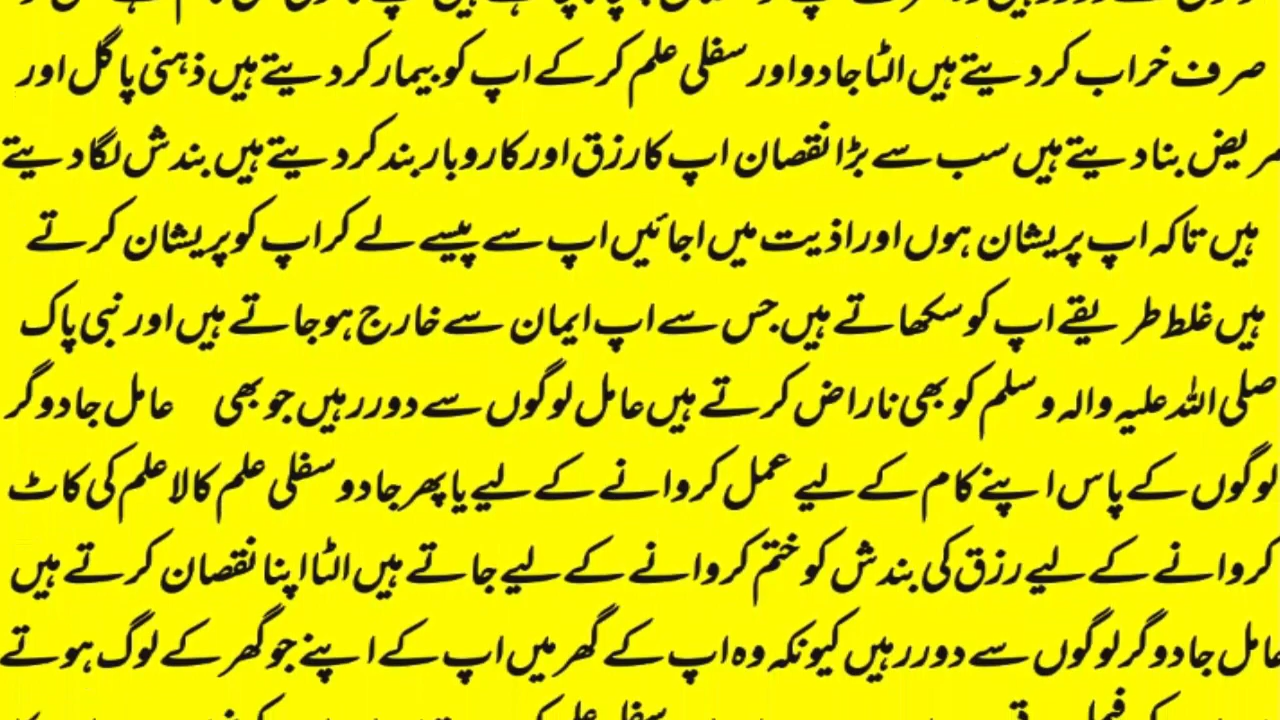 صرف خراب کر دیتے ہیں الٹا جادو اور سفلی علم کر کے اپ کو بیمار کر دیتے ہیں ذہنی پاگل اور
مریض بنا دیتے ہیں سب سے بڑا نقصان اپ کا رزق اور کاروبار بند کر دیتے ہیں بندش لگا دیتے
ہیں تاکہ اپ پریشان ہوں اور اذیت میں اجائیں اپ سے پیسے لے کر اپ کو پریشان کرتے
ہیں غلط طریقے اپ کو سکھاتے ہیں جس سے اپ ایمان سے خارج ہو جاتے ہیں اور نبی پاک
صلی اللہ علیہ والہ وسلم کو بھی ناراض کرتے ہیں عامل لوگوں سے دور رہیں جو بھی عامل جادوگر
لوگوں کے پاس اپنے کام کے لیے عمل کروانے کے لیے یا پھر جادو سفلی علم کالا علم کی کاٹ
کروانے کے لیے رزق کی بندش کو ختم کروانے کے لیے جاتے ہیں الٹا اپنا نقصان کرتے ہیں
عامل جادوگر لوگوں سے دور رہیں کیونکہ وہ اپ کے گھر میں اپ کے اپنے جو گھر کے لوگ ہوتے